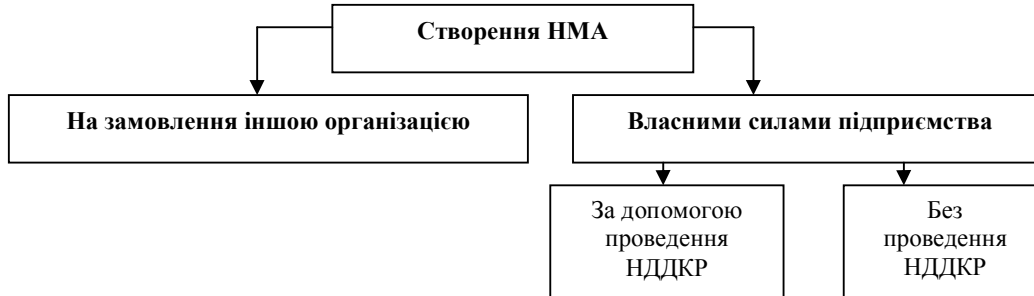 Створення НМА
На замовлення іншою організацією
Власними силами підприємства
За допомогою
проведення
НДДКР
Без
проведення
НДДКР